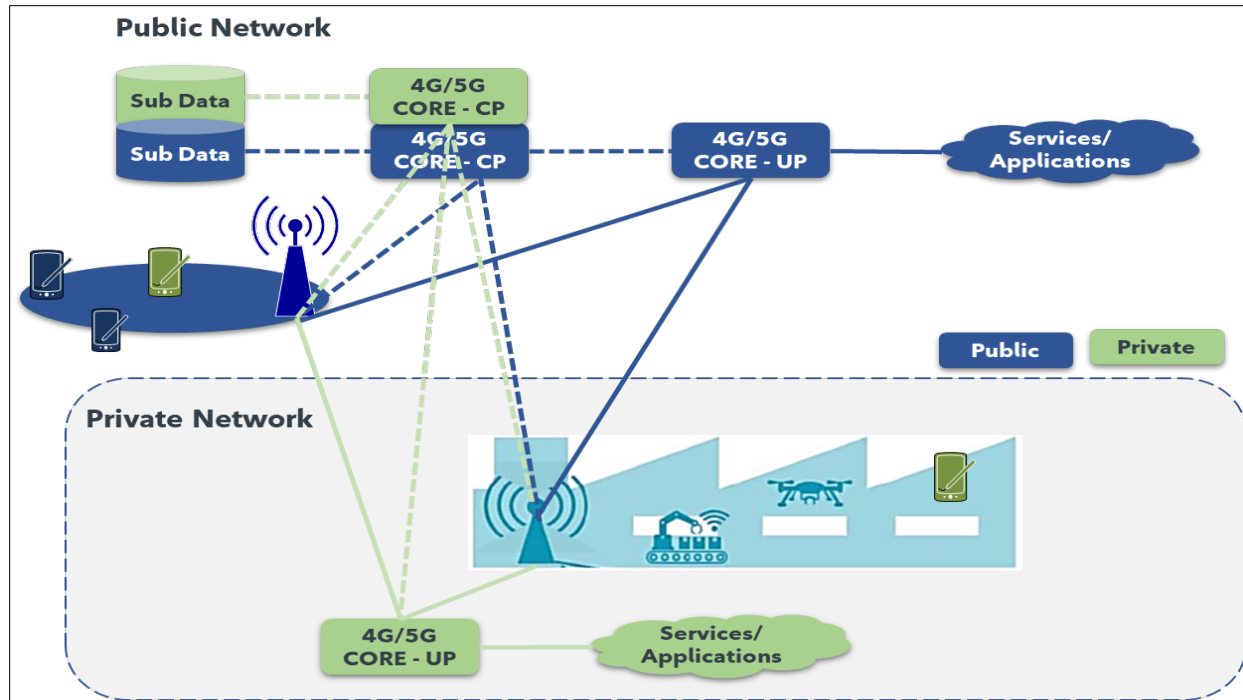 Public Network
Sub Data
4G/5G
CORE - CP
Sub Data
4G/5G
CORE - CP
4G/5G
CORE - UP
Services/
Applications
Public
Private
Private Network
4G/5G
CORE - UP
Services/
Applications